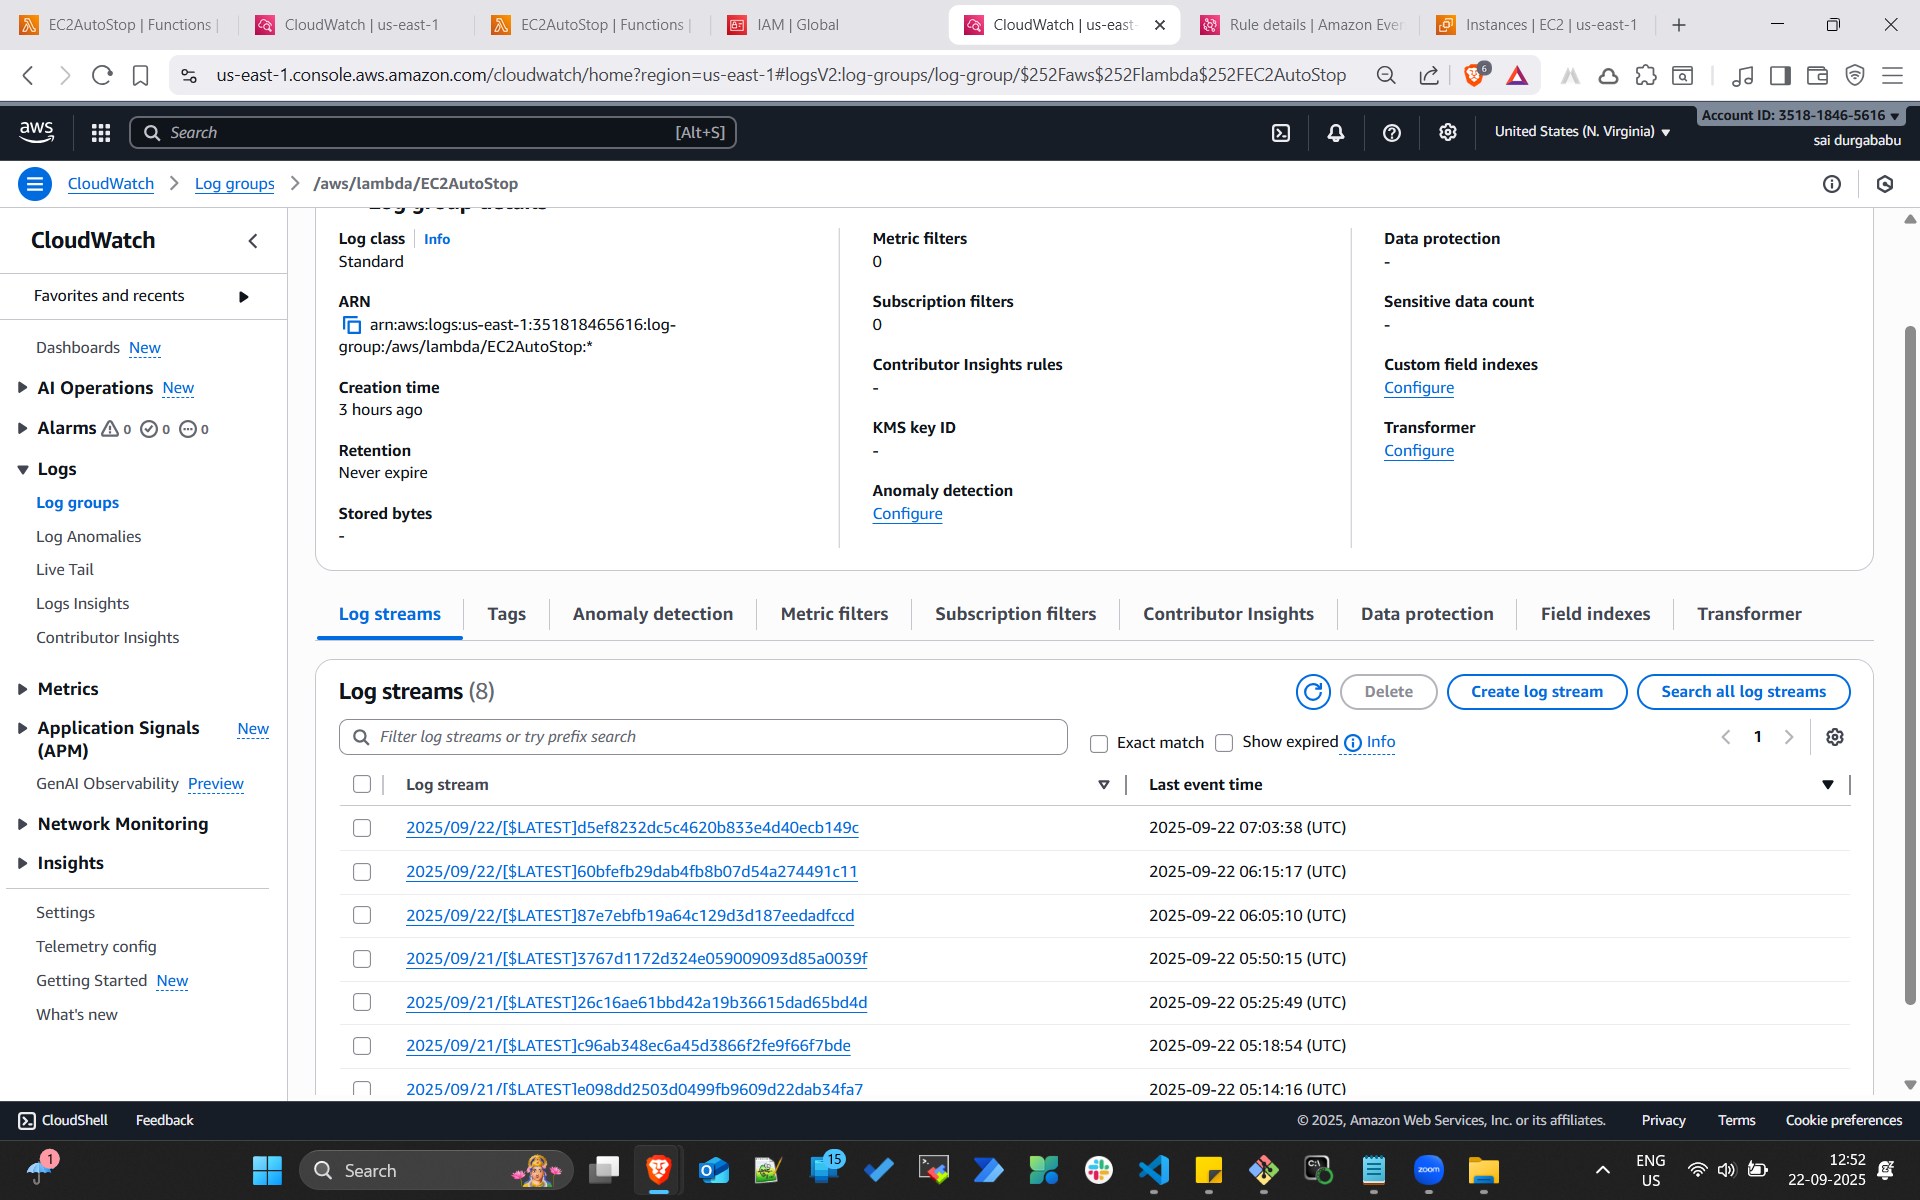 EC2AutoStop | Functions |
CloudWatch | us-east-1
EC2AutoStop | Functions |
IAM | Global
CloudWatch | us-east-
Rule details | Amazon Ever
Instances | EC2 | us-east-1
us-east-1.console.aws.amazon.com/cloudwatch/home?region=us-east-1#logsV2:log-groups/log-group/$252Faws$252Flambda$252FEC2AutoStop
6
aws
Search
[Alt+S]
United States (N. Virginia)
Account ID: 3518-1846-5616
sai durgababu
CloudWatch
Log groups
/aws/lambda/EC2AutoStop
CloudWatch
Favorites and recents
Dashboards New
AI Operations New
Alarms 0 0 0
Logs
Log groups
Log Anomalies
Live Tail
Logs Insights
Contributor Insights
Metrics
Application Signals (APM) New
GenAI Observability Preview
Network Monitoring
Insights
Settings
Telemetry config
Getting Started New
What's new
Log group details
Log class Info
Standard
ARN
arn:aws:logs:us-east-1:351818465616:log-
group:/aws/lambda/EC2AutoStop:*
Creation time
3 hours ago
Retention
Never expire
Stored bytes
-
Metric filters
0
Subscription filters
0
Contributor Insights rules
-
KMS key ID
-
Anomaly detection
Configure
Data protection
-
Sensitive data count
-
Custom field indexes
Configure
Transformer
Configure
Log streams
Tags
Anomaly detection
Metric filters
Subscription filters
Contributor Insights
Data protection
Field indexes
Transformer
Log streams (8)
Delete
Create log stream
Search all log streams
Filter log streams or try prefix search
Exact match
Show expired
Info
1
Log stream
Last event time
2025/09/22/[$LATEST]d5ef8232dc5c4620b833e4d40ecb149c 2025-09-22 07:03:38 (UTC)
2025/09/22/[$LATEST]60bfefb29dab4fb8b07d54a274491c11 2025-09-22 06:15:17 (UTC)
2025/09/22/[$LATEST]87e7ebfb19a64c129d3d187eedadfccd 2025-09-22 06:05:10 (UTC)
2025/09/21/[$LATEST]3767d1172d324e059009093d85a0039f 2025-09-22 05:50:15 (UTC)
2025/09/21/[$LATEST]26c16ae61bbd42a19b36615dad65bd4d 2025-09-22 05:25:49 (UTC)
2025/09/21/[$LATEST]c96ab348ec6a45d3866f2fe9f66f7bde 2025-09-22 05:18:54 (UTC)
2025/09/21/[$LATEST]e098dd2503d0499fb9609d22dab34fa7 2025-09-22 05:14:16 (UTC)
CloudShell
Feedback
© 2025, Amazon Web Services, Inc. or its affiliates.
Privacy
Terms
Cookie preferences
1
Search
15
zoom
ENG
US
12:52
22-09-2025